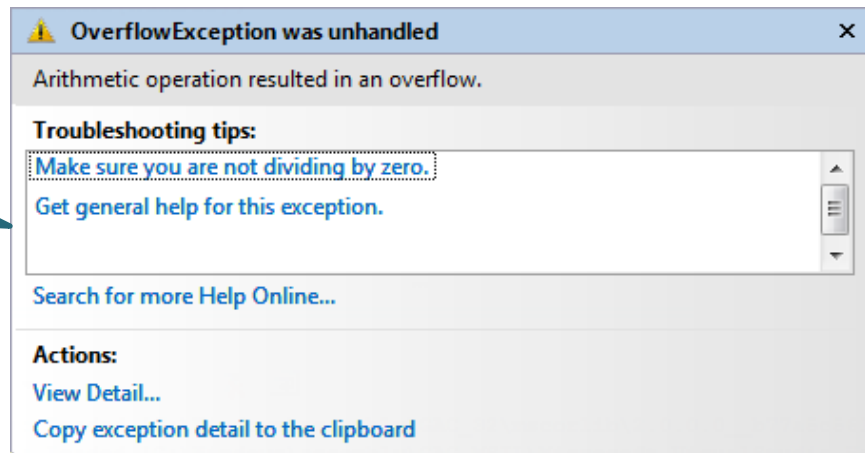 OverflowException was unhandled
Arithmetic operation resulted in an overflow.
Troubleshooting tips:
Make sure you are not dividing by zero.
Get general help for this exception.
Search for more Help Online...
Actions:
View Detail...
Copy exception detail to the clipboard